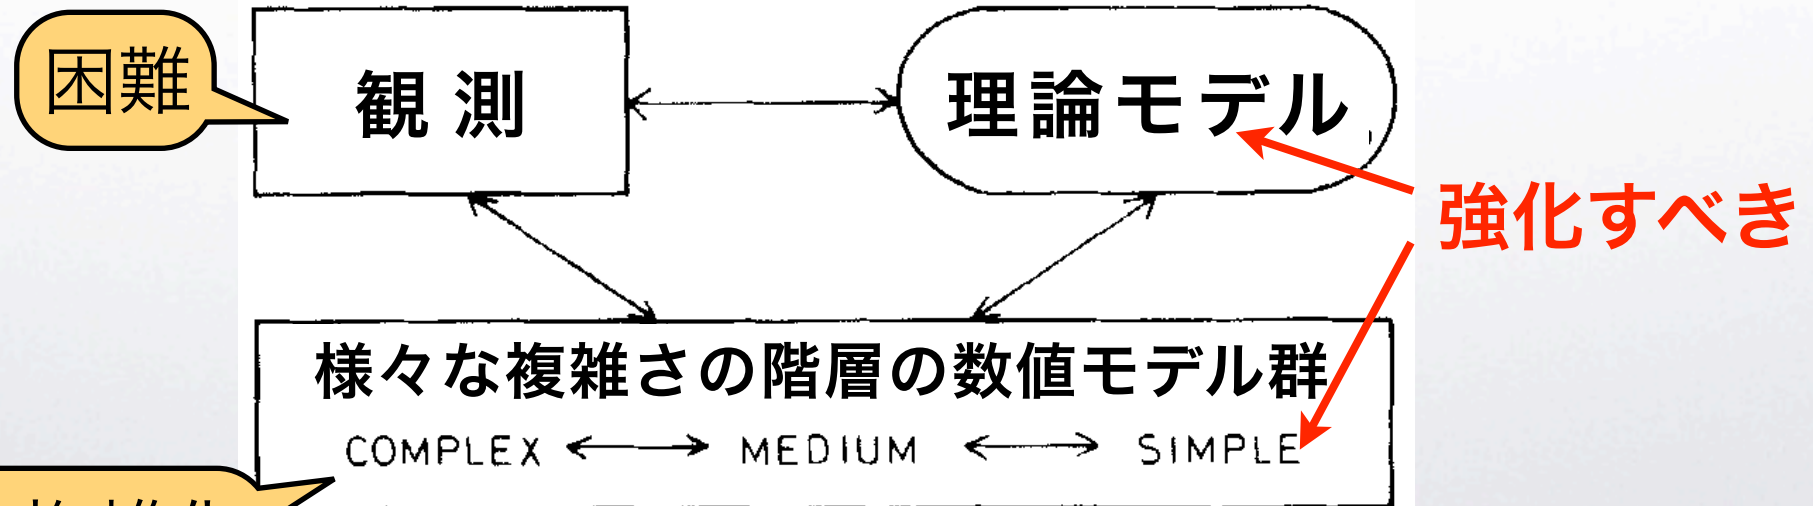 困難
観測
理論モデル
強化すべき
様々な複雑さの階層の数値モデル群
COMPLEX MEDIUM SIMPLE